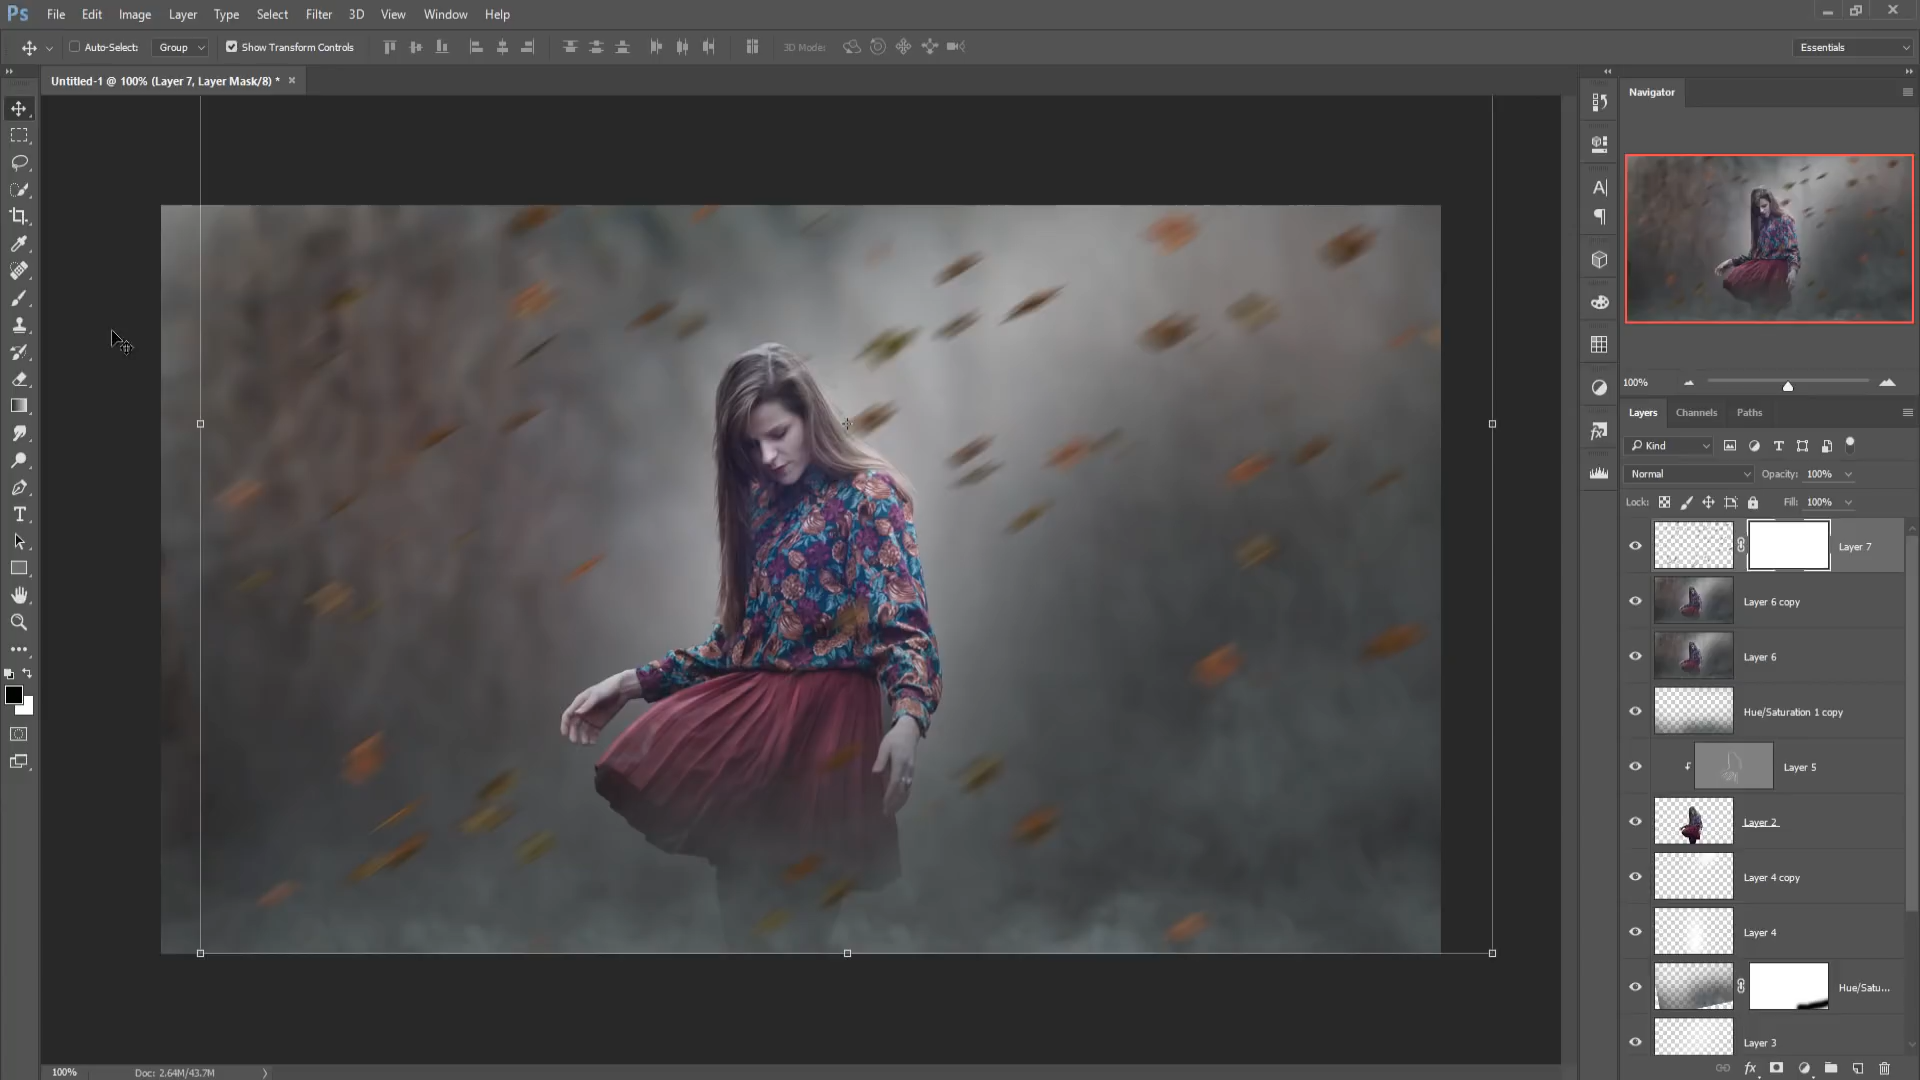 Ps File Edit Image Layer Type Select Filter 3D View Window Help
Auto-Select: Group Show Transform Controls 3D Mode: Essentials
Untitled-1 @ 100% (Layer 7, Layer Mask/8) *
Navigator
100%
Layers Channels Paths
Kind
Normal Opacity: 100%
Lock: Fill: 100%
Layer 7
Layer 6 copy
Layer 6
Hue/Saturation 1 copy
Layer 5
Layer 2
Layer 4 copy
Layer 4
Hue/Satu...
Layer 3
100% Doc: 2.64M/43.7M